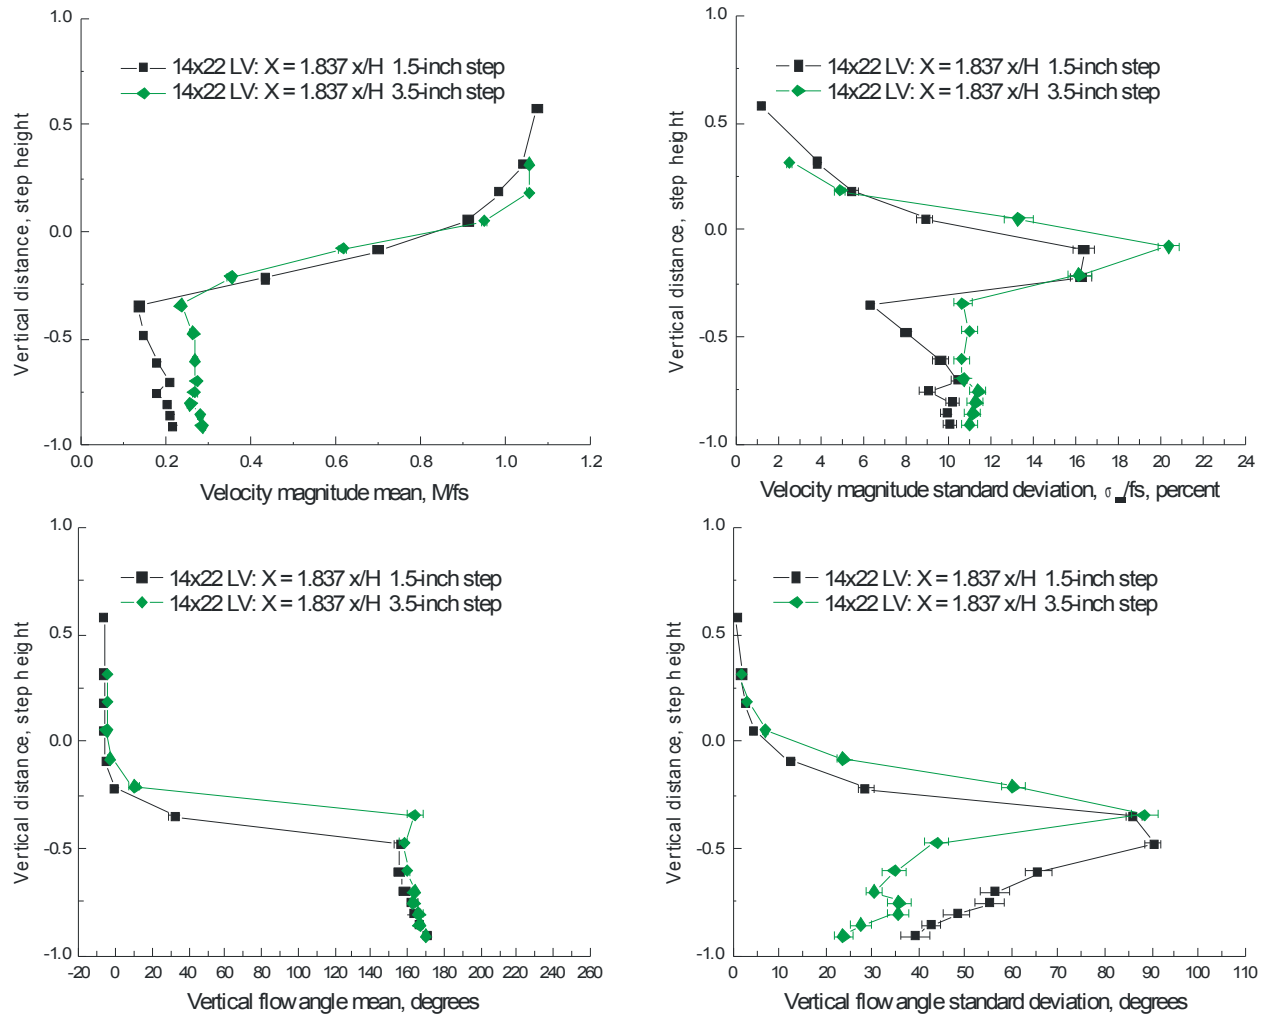 1.0
0.5
0.0
-0.5
-1.0
Vertical distance, step height
14x22 LV: X = 1.837 x/H 1.5-inch step
14x22 LV: X = 1.837 x/H 3.5-inch step
0.0 0.2 0.4 0.6 0.8 1.0 1.2
Velocity magnitude mean, M/fs
1.0
0.5
0.0
-0.5
-1.0
Vertical distance, step height
14x22 LV: X = 1.837 x/H 1.5-inch step
14x22 LV: X = 1.837 x/H 3.5-inch step
0 2 4 6 8 10 12 14 16 18 20 22 24
Velocity magnitude standard deviation, σ /fs, percent
1.0
0.5
0.0
-0.5
-1.0
Vertical distance, step height
14x22 LV: X = 1.837 x/H 1.5-inch step
14x22 LV: X = 1.837 x/H 3.5-inch step
-20 0 20 40 60 80 100 120 140 160 180 200 220 240 260
Vertical flow angle mean, degrees
1.0
0.5
0.0
-0.5
-1.0
Vertical distance, step height
14x22 LV: X = 1.837 x/H 1.5-inch step
14x22 LV: X = 1.837 x/H 3.5-inch step
0 10 20 30 40 50 60 70 80 90 100 110
Vertical flow angle standard deviation, degrees